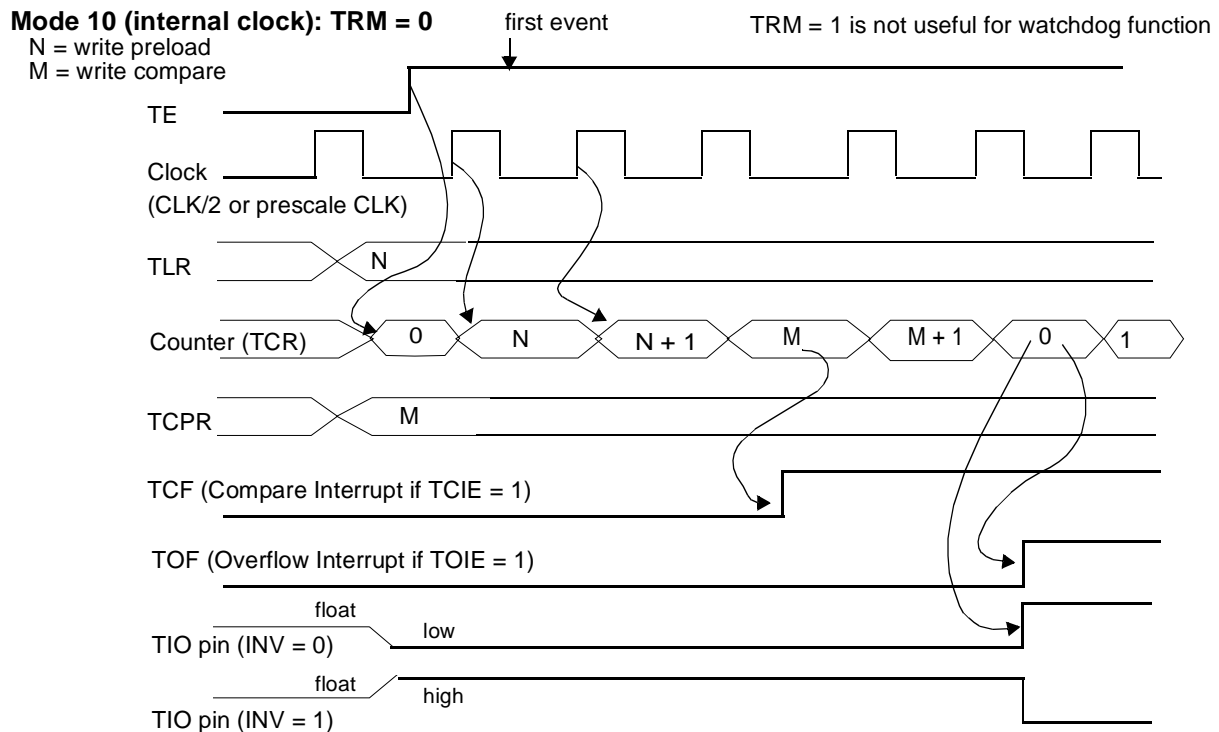 Mode 10 (internal clock): TRM = 0
first event
TRM = 1 is not useful for watchdog function
N = write preload
M = write compare
TE
Clock
(CLK/2 or prescale CLK)
TLR
N
Counter (TCR)
0
N
N + 1
M
M + 1
0
1
TCPR
M
TCF (Compare Interrupt if TCIE = 1)
TOF (Overflow Interrupt if TOIE = 1)
float
low
TIO pin (INV = 0)
float
high
TIO pin (INV = 1)